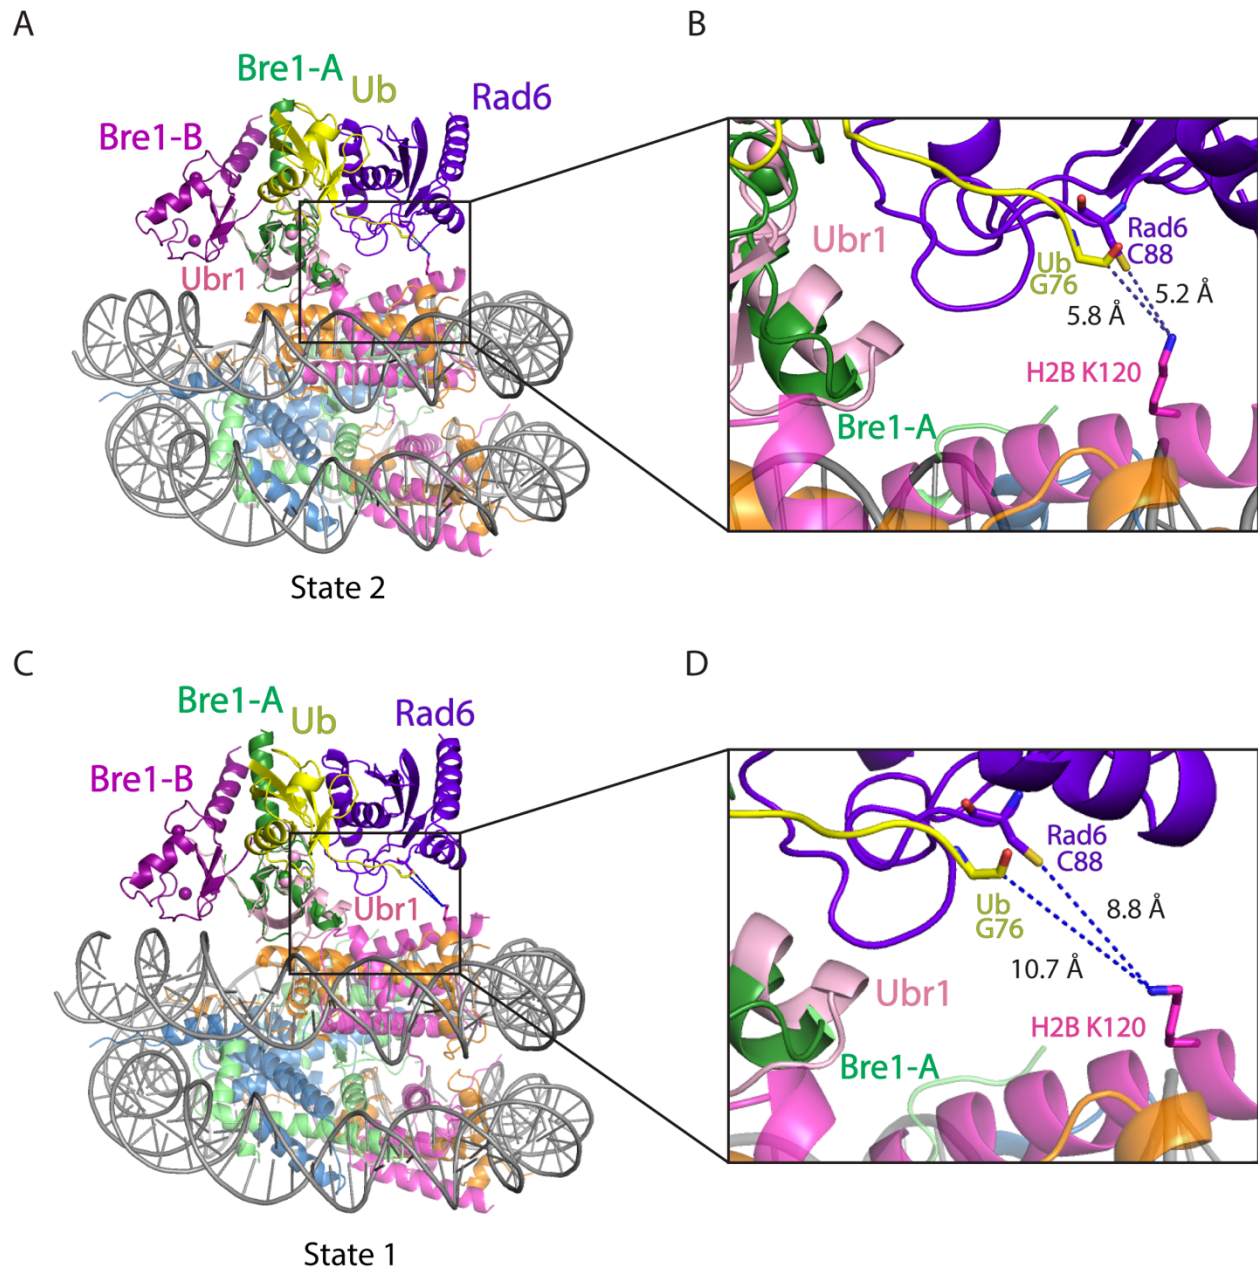 A
Bre1-A
Ub
Rad6
Bre1-B
Ubr1
State 2
B
Ubr1
Rad6
C88
Ub
G76
5.2 Å
5.8 Å
H2B K120
Bre1-A
C
Bre1-A
Ub
Rad6
Bre1-B
Ubr1
State 1
D
Rad6
C88
Ub
G76
8.8 Å
10.7 Å
Ubr1
H2B K120
Bre1-A